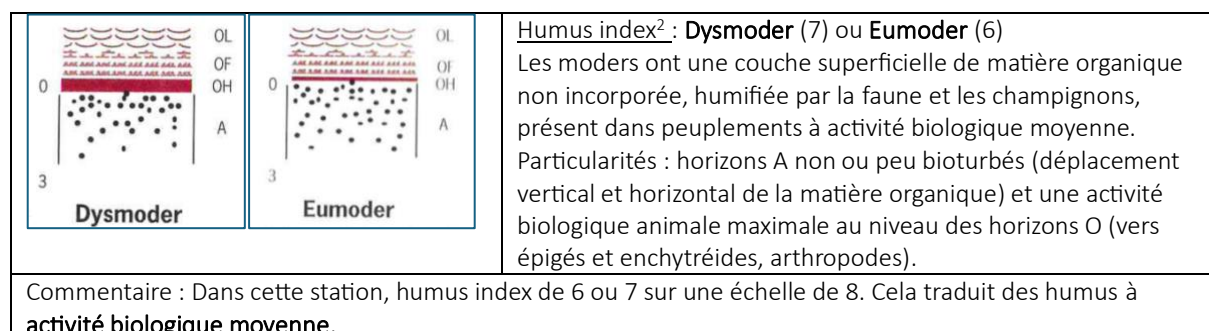 OL
OF
0 OH
A
3
Dysmoder
OL
OF
0 OH
A
3
Eumoder
Humus index² : Dysmoder (7) ou Eumoder (6)
Les moders ont une couche superficielle de matière organique
non incorporée, humifiée par la faune et les champignons,
présent dans peuplements à activité biologique moyenne.
Particularités : horizons A non ou peu bioturbés (déplacement
vertical et horizontal de la matière organique) et une activité
biologique animale maximale au niveau des horizons O (vers
épigés et enchytréides, arthropodes).
Commentaire : Dans cette station, humus index de 6 ou 7 sur une échelle de 8. Cela traduit des humus à
activité biologique moyenne.